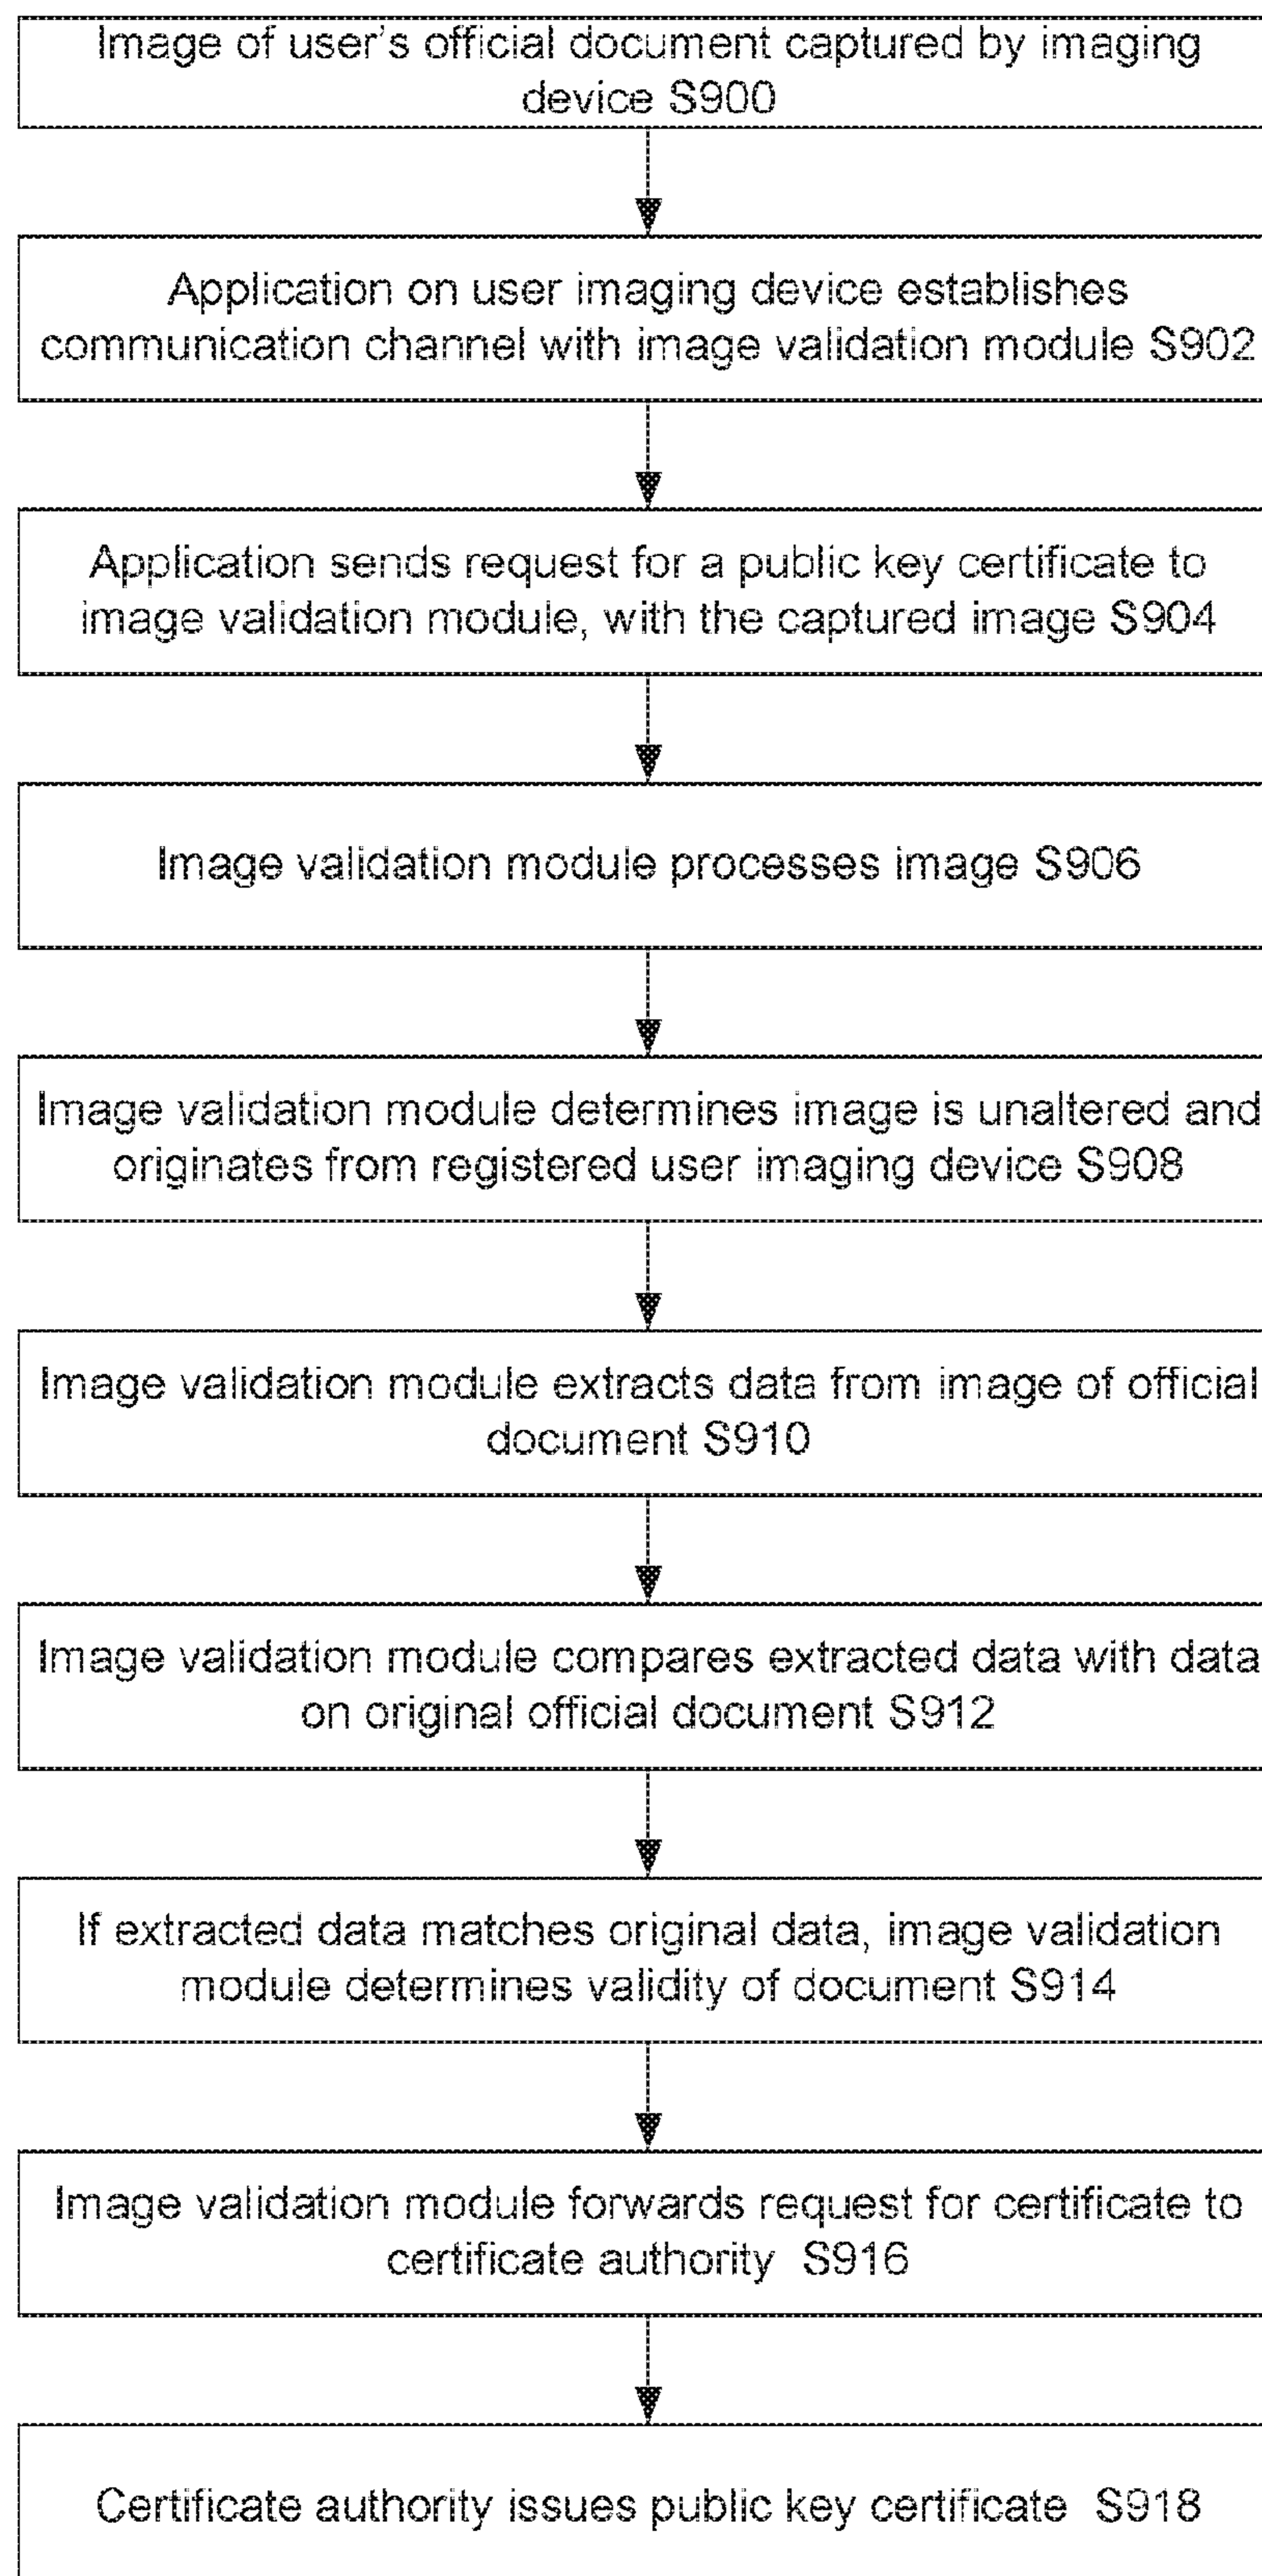 Image of user's official document captured by imaging
device S900
Application on user imaging device establishes
communication channel with image validation module S902
Application sends request for a public key certificate to
image validation module, with the captured image S904
Image validation module processes image S906
Image validation module determines image is unaltered and
originates from registered user imaging device S908
Image validation module extracts data from image of official
document S910
Image validation module compares extracted data with data
on original official document S912
If extracted data matches original data, image validation
module determines validity of document S914
Image validation module forwards request for certificate to
certificate authority S916
Certificate authority issues public key certificate S918